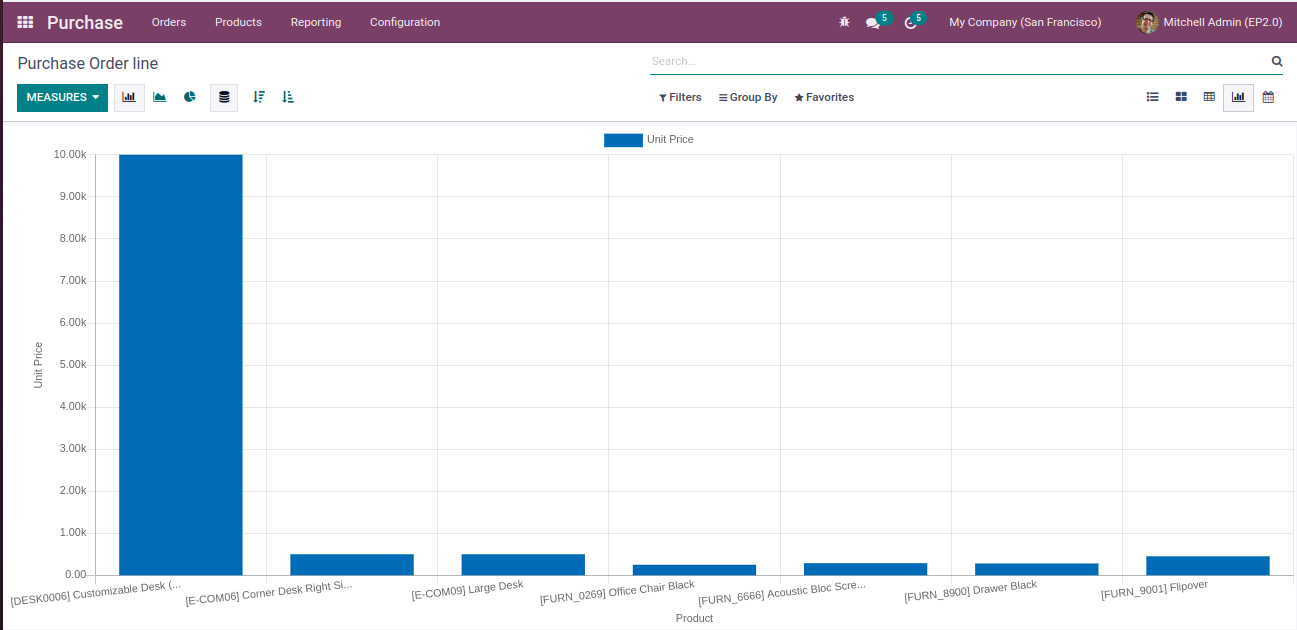 Purchase Orders Products Reporting Configuration 5 5 My Company (San Francisco) Mitchell Admin (EP2.0)
Purchase Order line
Search...
MEASURES Filters Group By Favorites
Unit Price
10.00k
9.00k
8.00k
7.00k
6.00k
5.00k
4.00k
3.00k
2.00k
1.00k
0.00
Unit Price
[DESK0006] Customizable Desk (...
[E-COM06] Corner Desk Right Si...
[E-COM09] Large Desk
[FURN_0269] Office Chair Black
[FURN_6666] Acoustic Bloc Scre...
[FURN_8900] Drawer Black
[FURN_9001] Flipover
Product